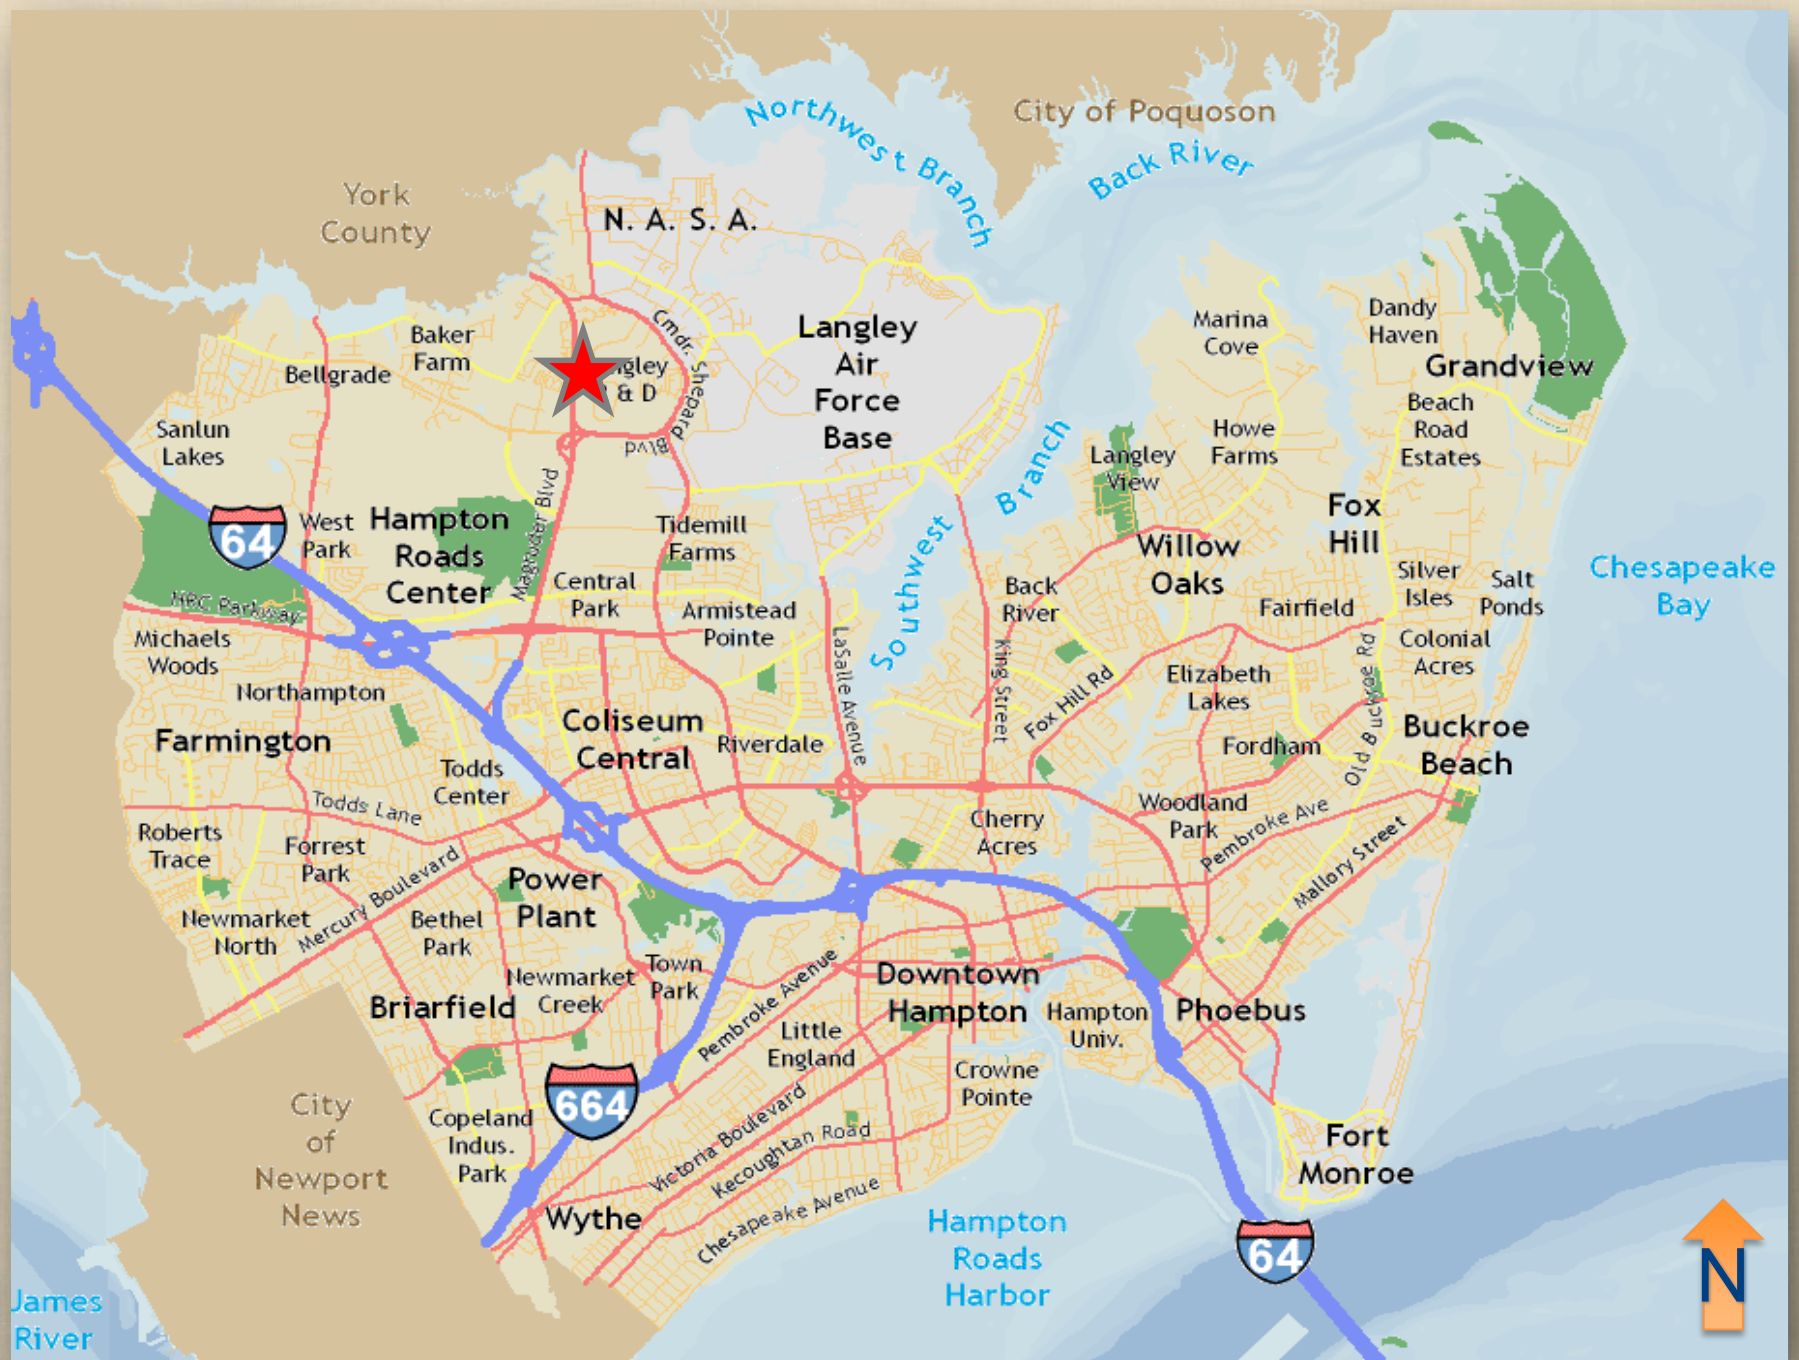 Northwest Branch
City of Poquoson
Back River
York
County
N. A. S. A.
Cmdr. Shepard
Blvd
Langley
Air
Force
Base
Marina
Cove
Dandy
Haven
Grandview
Baker
Farm
Bellgrade
& D
Beach
Road
Estates
Howe
Farms
Langley
View
Sanlun
Lakes
Branch
Southwest
64
West
Park
Hampton
Roads
Center
Magruder Blvd
Tidemill
Farms
Fox
Hill
Willow
Oaks
Chesapeake
Bay
Silver
Isles
Salt
Ponds
Back
River
Central
Park
Armistead
Pointe
Fairfield
HRC Parkway
Michaels
Woods
Colonial
Acres
Northampton
LaSalle Avenue
King Street
Fox Hill Rd
Elizabeth
Lakes
Old Buckroe Rd
Farmington
Coliseum
Central
Riverdale
Fordham
Buckroe
Beach
Todds
Center
Todds Lane
Woodland
Park
Pembroke Ave
Cherry
Acres
Roberts
Trace
Forrest
Park
Mercury Boulevard
Mallory Street
Power
Plant
Newmarket
North
Bethel
Park
Newmarket
Creek
Town
Park
Pembroke Avenue
Downtown
Hampton
Briarfield
Hampton
Univ.
Phoebus
Little
England
Crowne
Pointe
664
City
of
Newport
News
Copeland
Indus.
Park
Victoria Boulevard
Kecoughtan Road
Chesapeake Avenue
Fort
Monroe
Wythe
Hampton
Roads
Harbor
64
N
James
River